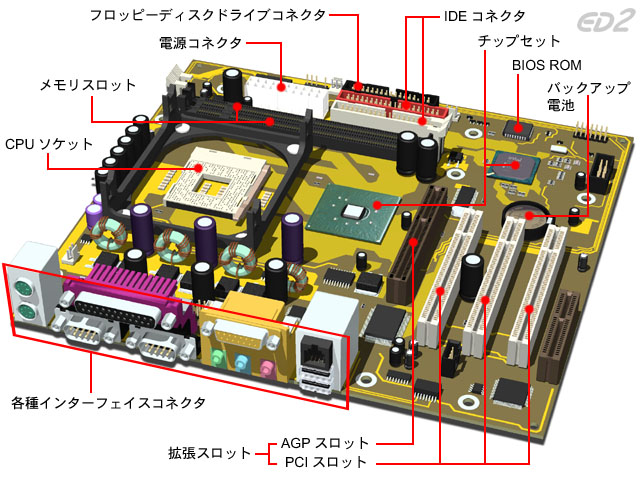 フロッピーディスクドライブコネクタ
IDE コネクタ
ED2
電源コネクタ
チップセット
BIOS ROM
メモリスロット
バックアップ
電池
CPU ソケット
各種インターフェイスコネクタ
拡張スロット
AGP スロット
PCI スロット